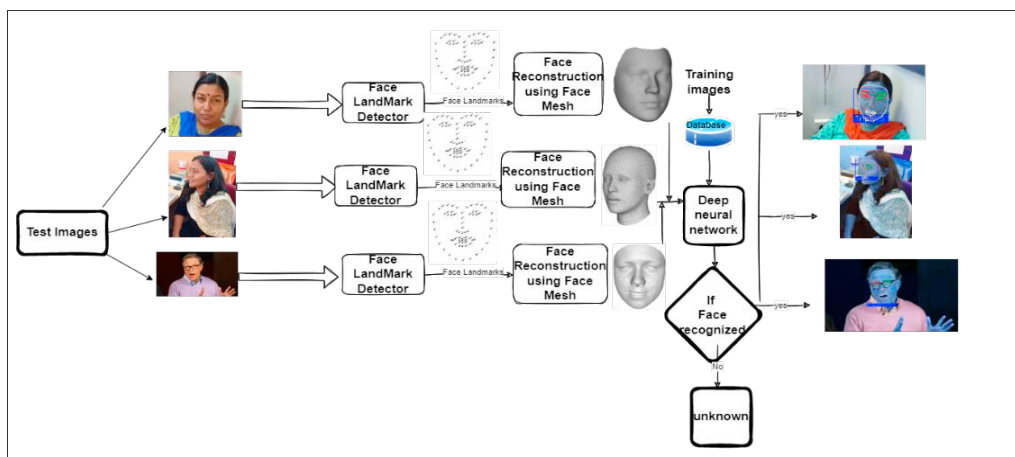 Test Images
Face
LandMark
Detector
Face Landmarks
Face
Reconstruction
using Face
Mesh
Face
LandMark
Detector
Face Landmarks
Face
Reconstruction
using Face
Mesh
Face
LandMark
Detector
Face Landmarks
Face
Reconstruction
using Face
Mesh
Training
images
DataBase
Deep
neural
network
If
Face
recognized
yes
yes
yes
No
unknown